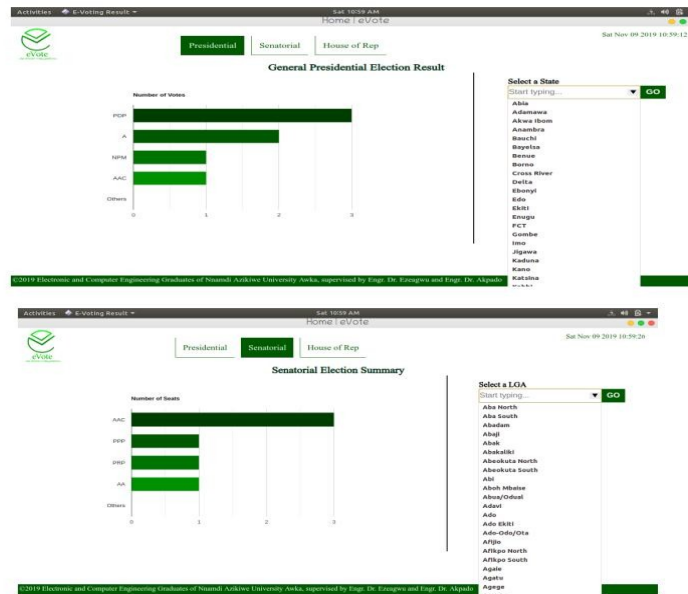 Activities E-Voting Result Sat 10:59 AM
Home | eVote
Sat Nov 09 2019 10:59:12
eVote
Presidential Senatorial House of Rep
General Presidential Election Result
Number of Votes
PDP
A
NPM
AAC
Others
0 1 2 3
Select a State
Start typing... GO
Abia
Adamawa
Akwa Ibom
Anambra
Bauchi
Bayelsa
Benue
Borno
Cross River
Delta
Ebonyi
Edo
Ekiti
Enugu
FCT
Gombe
Imo
Jigawa
Kaduna
Kano
Katsina
©2019 Electronic and Computer Engineering Graduates of Nnamdi Azikiwe University Awka, supervised by Engr. Dr. Ezeagwu and Engr. Dr. Akpado
Activities E-Voting Result Sat 10:59 AM
Home | eVote
Sat Nov 09 2019 10:59:26
eVote
Presidential Senatorial House of Rep
Senatorial Election Summary
Number of Seats
AAC
PPP
PRP
AA
Others
0 1 2 3
Select a LGA
Start typing... GO
Aba North
Aba South
Abadam
Abaji
Abak
Abakaliki
Abeokuta North
Abeokuta South
Abi
Aboh Mbaise
Abua/Odual
Adavi
Ado
Ado Ekiti
Ado-Odo/Ota
Afijio
Afikpo North
Afikpo South
Agaie
Agatu
Agege
©2019 Electronic and Computer Engineering Graduates of Nnamdi Azikiwe University Awka, supervised by Engr. Dr. Ezeagwu and Engr. Dr. Akpado